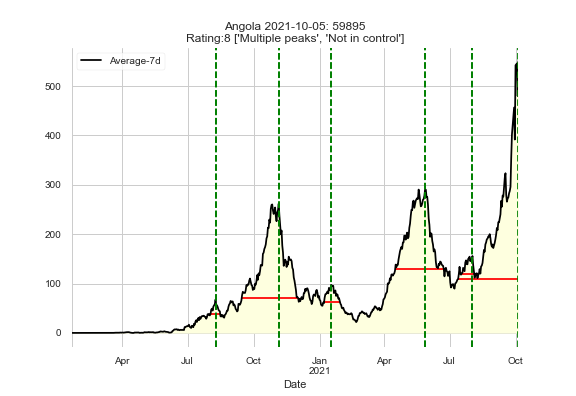 Angola 2021-10-05: 59895
Rating:8 ['Multiple peaks', 'Not in control']
Average-7d
500
400
300
200
100
0
Apr
Jul
Oct
Jan
2021
Apr
Jul
Oct
Date